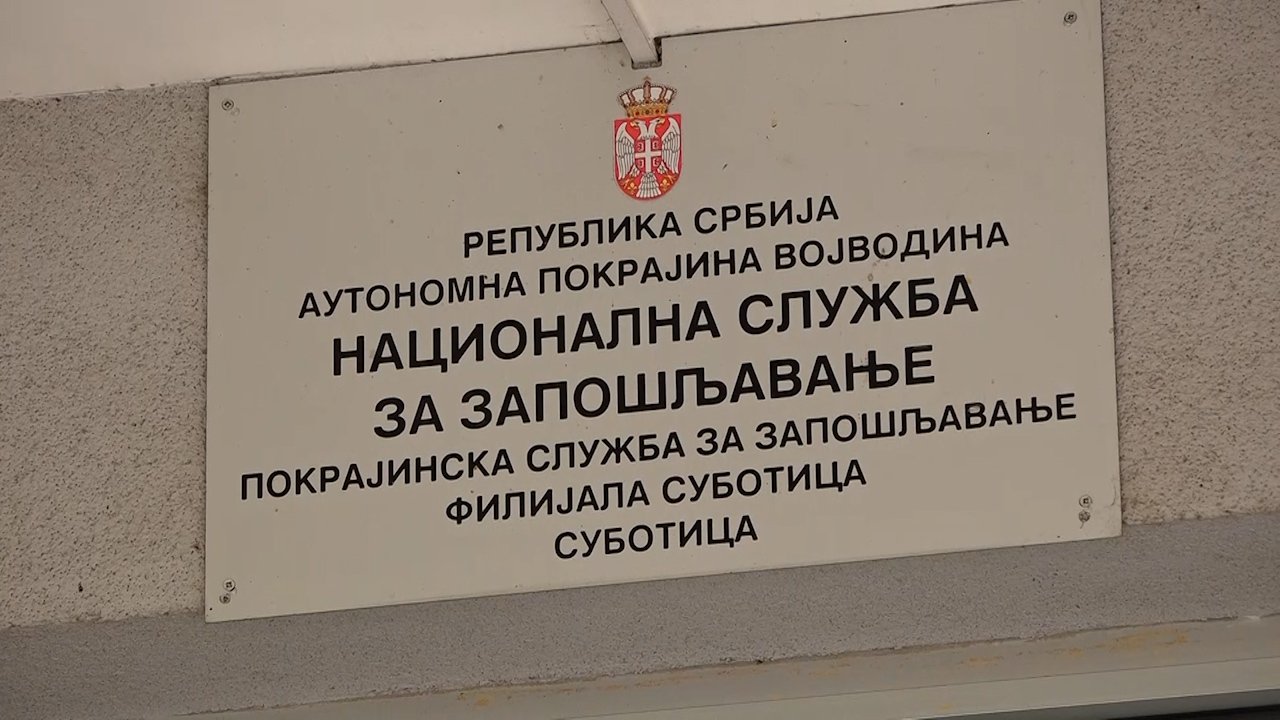 РЕПУБЛИКА СРБИЈА
АУТОНОМНА ПОКРАЈИНА ВОЈВОДИНА
НАЦИОНАЛНА СЛУЖБА
ЗА ЗАПОШЉАВАЊЕ
ПОКРАЈИНСКА СЛУЖБА ЗА ЗАПОШЉАВАЊЕ
ФИЛИЈАЛА СУБОТИЦА
СУБОТИЦА